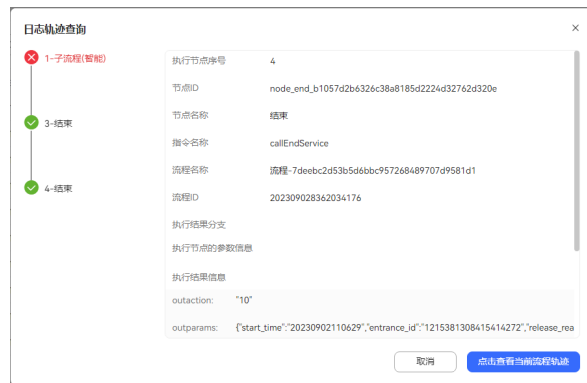 日志轨迹查询
1-子流程(智能)
3-结束
4-结束
执行节点序号 4
节点ID node_end_b1057d2b6326c38a8185d2224d32762d320e
节点名称 结束
指令名称 callEndService
流程名称 流程-7deebc2d53b5d6bbc957268489707d9581d1
流程ID 202309028362034176
执行结果分支
执行节点的参数信息
执行结果信息
outaction: "10"
outparams: {"start_time":"20230902110629","entrance_id":"1215381308415414272","release_rea
取消 点击查看当前流程轨迹